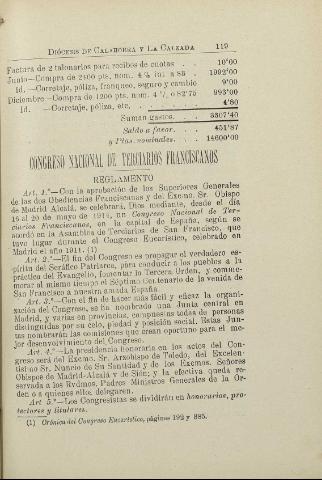 DIÓCESIS DE CALAHORRA Y LA CALZADA 119
Factura de 2 talonarios para recibos de cuotas . . 10'00
Junio—Compra de 2400 pts. nom. 4 % int. a 83 . 1992'00
Id. —Corretaje, póliza, franqueo, seguro y cambio 9'00
Diciembre—Compra de 1200 pts. nom. 4 % a 82'75 993'00
Id. —Corretaje, póliza, etc. . . . 4'80
Suman gastos. . . 3307'40
Saldo a favor. . . 451'87
y Ptas. nominales. . . 14600'00
CONGRESO NACIONAL DE TERCIARIOS FRANCISCANOS
REGLAMENTO
Art. 1.°—Con la aprobación de los Superiores Generales
de las dos Obediencias Franciscanas y del Excmo. Sr. Obispo
de Madrid Alcalá, se celebrará, Dios mediante, desde el día
16 al 20 de mayo de 1914, un Congreso Nacional de Ter-
ciarios Franciscanos, en la capital de España, según se
acordó en la Asamblea de Terciarios de San Francisco, que
tuvo lugar durante el Congreso Eucarístico, celebrado en
Madrid el año 1911. (1)
Art. 2.°—El fin del Congreso es propagar el verdadero es-
píritu del Seráfico Patriarca, para conducir a los pueblos a la
práctica del Evangelio, fomentar la Tercera Orden, y conme-
morar al mismo tiempo el Séptimo Centenario de la venida de
San Francisco a nuestra amada España.
Art. 3.°—Con el fin de hacer más fácil y eficaz la organi-
zación del Congreso, se ha nombrado una Junta central en
Madrid, y varias en provincias, compuestas todas de personas
distinguidas por su celo, piedad y posición social. Estas Jun-
tas nombrarán las comisiones que crean oportuno para el me-
jor desenvolvimiento del Congreso.
Art. 4.°—La presidencia honoraria en los actos del Con-
greso será del Excmo. Sr. Arzobispo de Toledo, del Excelen-
tísimo Sr. Nuncio de Su Santidad y de los Excmos. Señores
Obispos de Madrid-Alcalá y de Sión; y la efectiva queda re-
servada a los Rvdmos. Padres Ministros Generales de la Or-
den o a quienes ellos delegaren.
Art. 5.°—Los Congresistas se dividirán en honorarios, pro-
tectores y titulares.
(1) Crónica del Congreso Eucarístico, páginas 192 y 385.